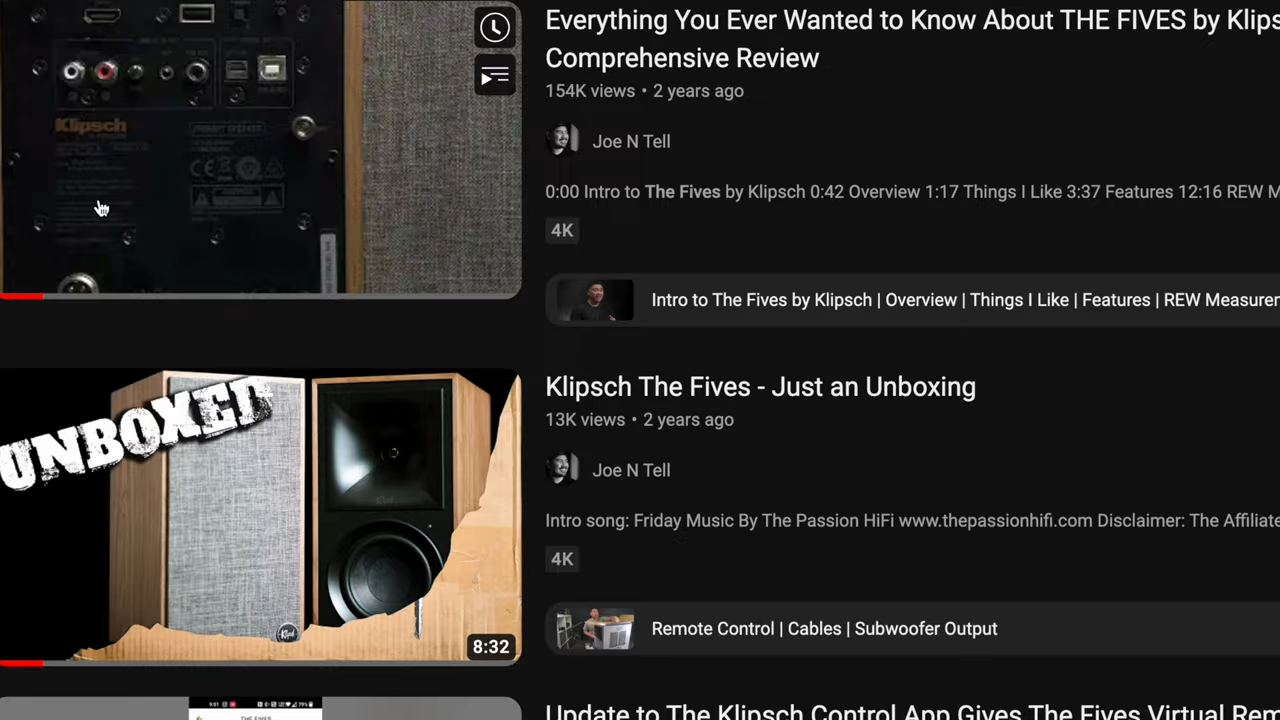 Everything You Ever Wanted to Know About THE FIVES by Klips
Comprehensive Review
154K views • 2 years ago
Joe N Tell
0:00 Intro to The Fives by Klipsch 0:42 Overview 1:17 Things I Like 3:37 Features 12:16 REW M
4K
Intro to The Fives by Klipsch | Overview | Things I Like | Features | REW Measurer
Klipsch
UNBOXED
8:32
Klipsch The Fives - Just an Unboxing
13K views • 2 years ago
Joe N Tell
Intro song: Friday Music By The Passion HiFi www.thepassionhifi.com Disclaimer: The Affiliate
4K
Remote Control | Cables | Subwoofer Output
9:51
THE FIVES
Update to The Klipsch Control App Gives The Fives Virtual Rem